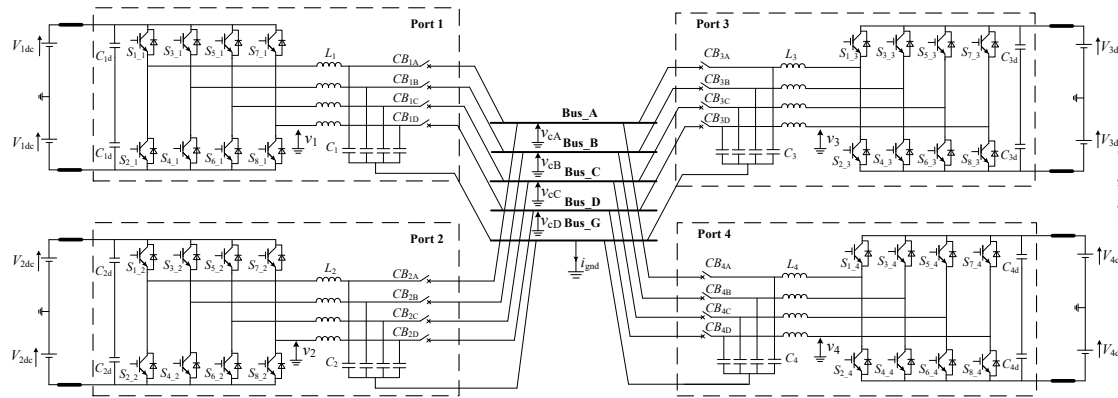 Port 1
V1dc
V1dc
C1d
C1d
S1_1
S3_1
S5_1
S7_1
S2_1
S4_1
S6_1
S8_1
L1
v1
C1
CB1A
CB1B
CB1C
CB1D
Port 2
V2dc
V2dc
C2d
C2d
S1_2
S3_2
S5_2
S7_2
S2_2
S4_2
S6_2
S8_2
L2
v2
C2
CB2A
CB2B
CB2C
CB2D
Bus_A
vcA
Bus_B
vcB
Bus_C
vcC
Bus_D
vcD
Bus_G
ignd
Port 3
CB3A
CB3B
CB3C
CB3D
L3
C3
v3
S1_3
S3_3
S5_3
S7_3
S2_3
S4_3
S6_3
S8_3
C3d
C3d
V3d
V3d
Port 4
CB4A
CB4B
CB4C
CB4D
L4
C4
v4
S1_4
S3_4
S5_4
S7_4
S2_4
S4_4
S6_4
S8_4
C4d
C4d
V4d
V4d